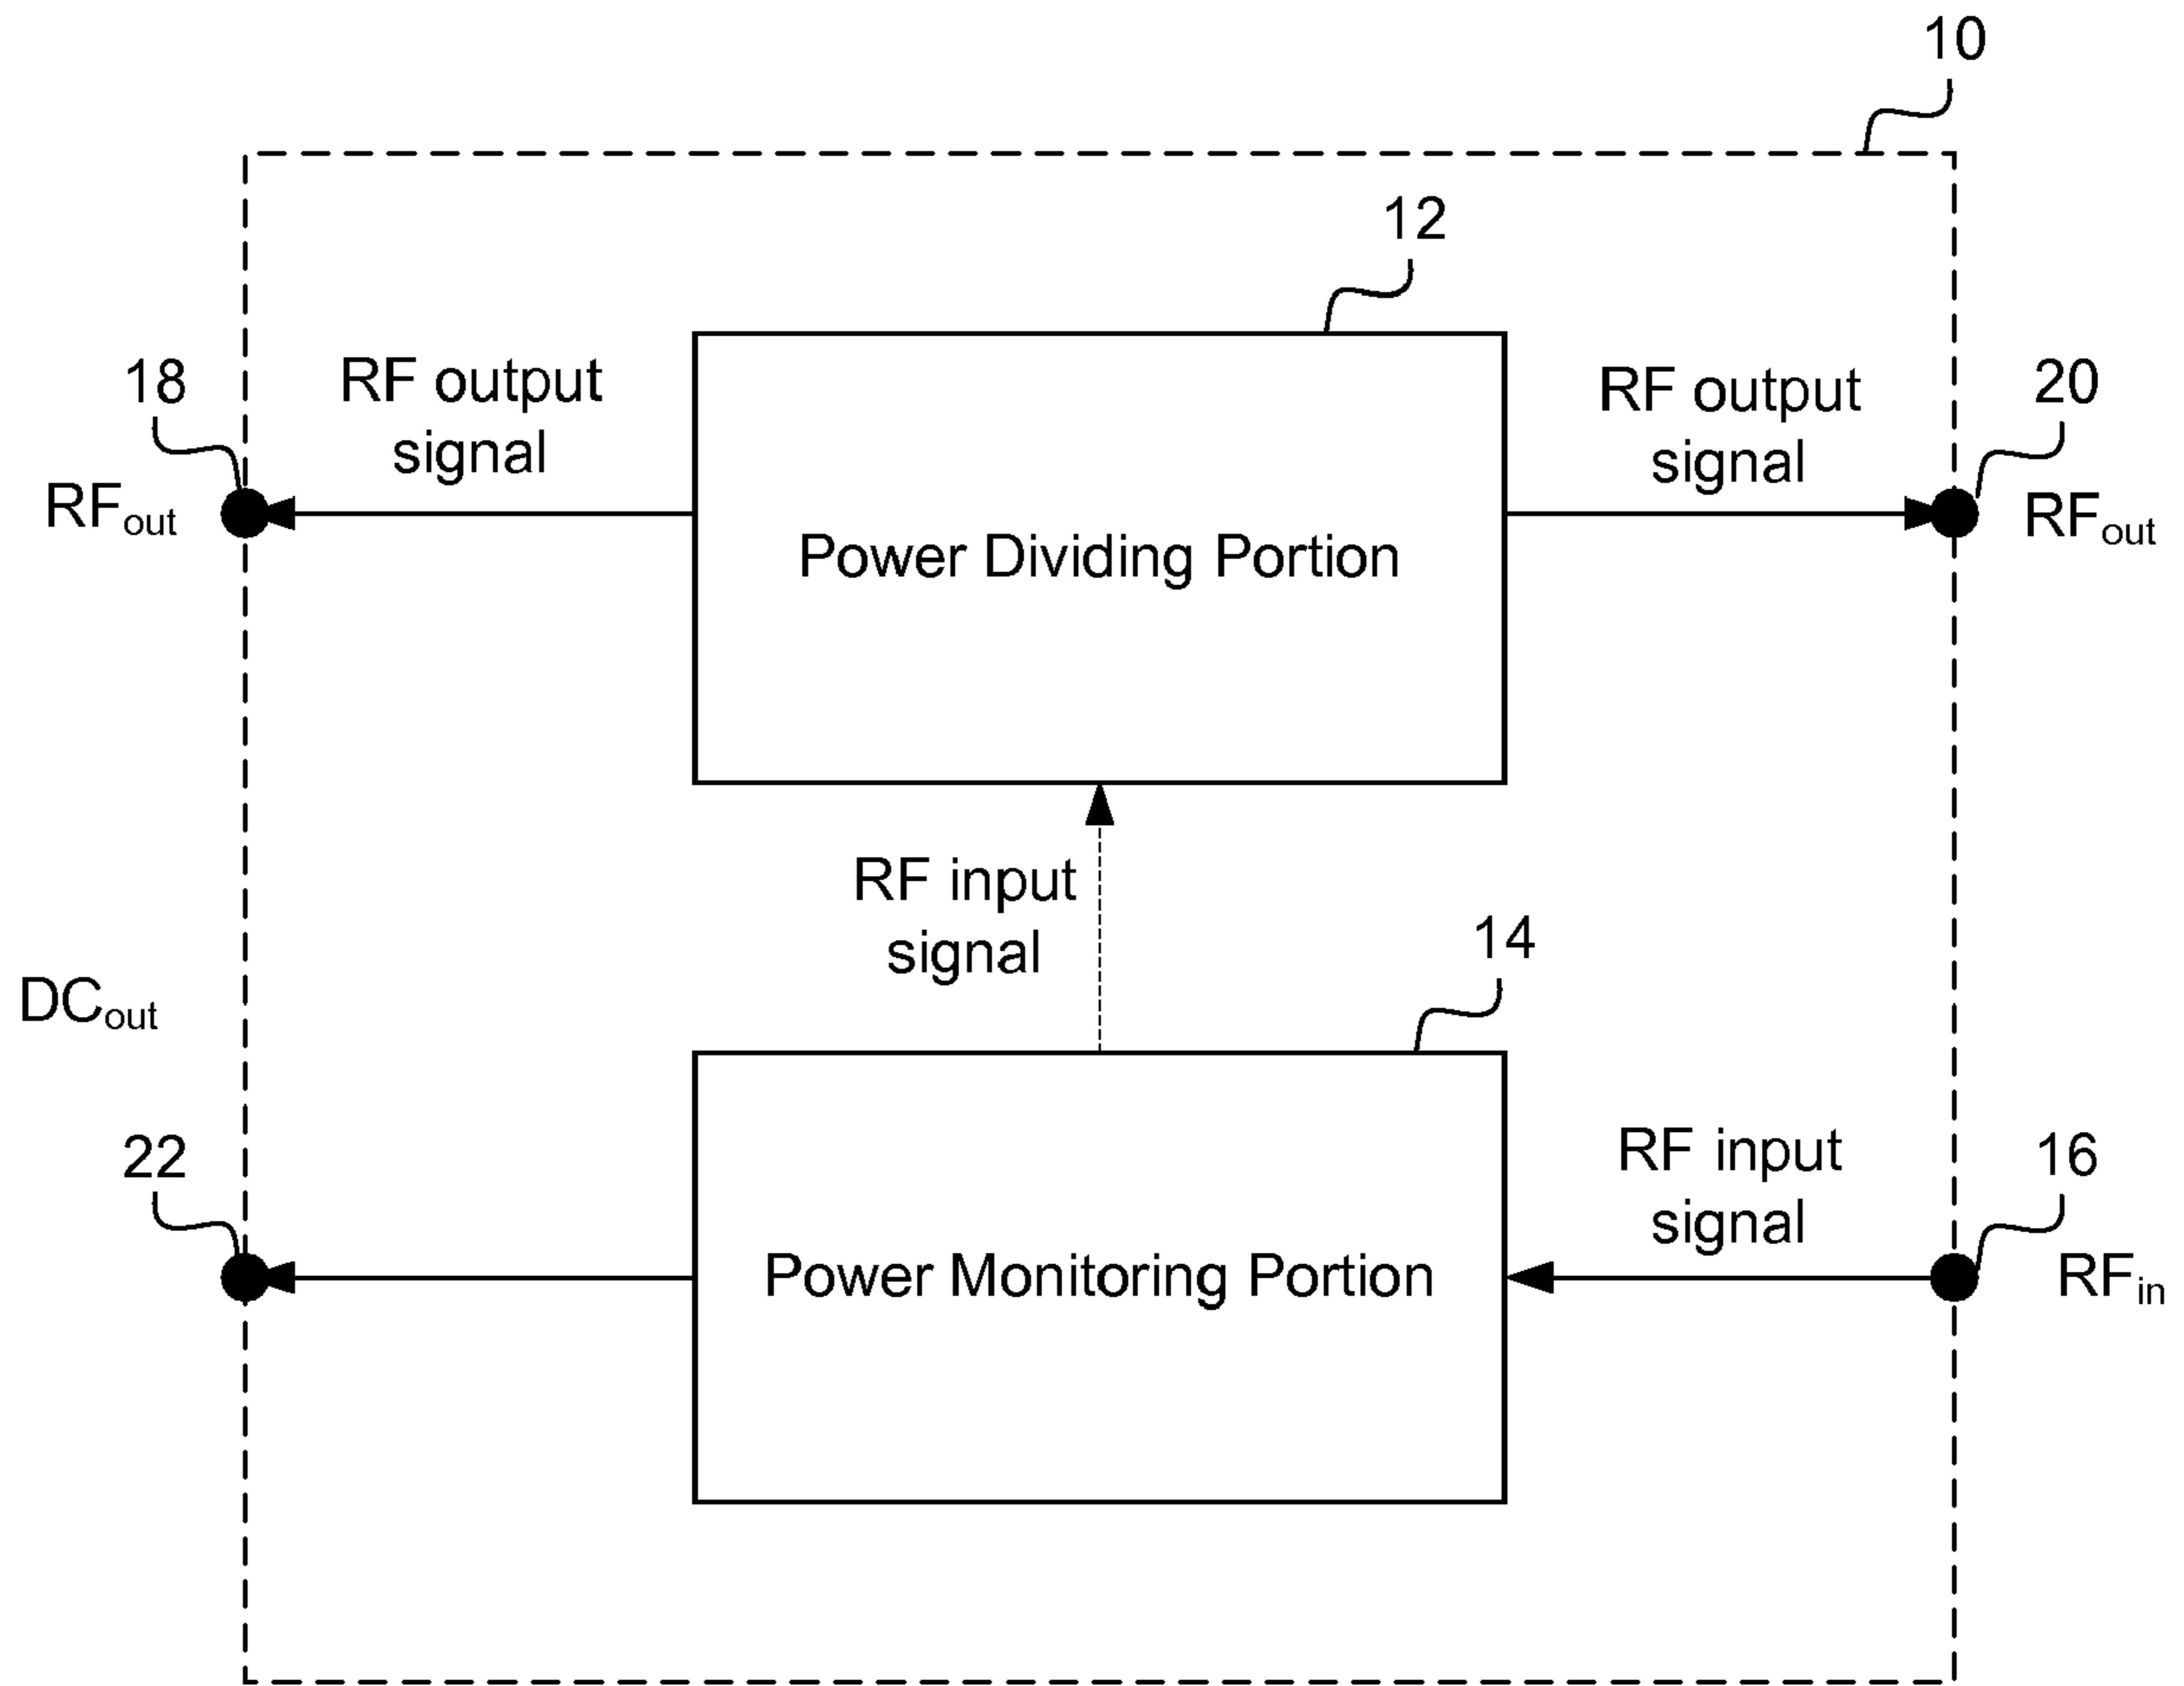 10
12
18
RF output
signal
RF output
signal
20
RFout
RFout
Power Dividing Portion
RF input
signal
14
DCout
22
RF input
signal
16
Power Monitoring Portion
RFin